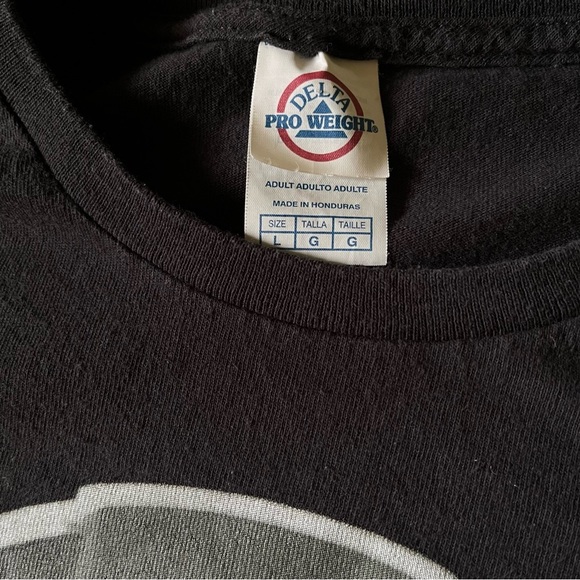 DELTA
PRO WEIGHT®
ADULT ADULTO ADULTE
MADE IN HONDURAS
SIZE TALLA TAILLE
L G G